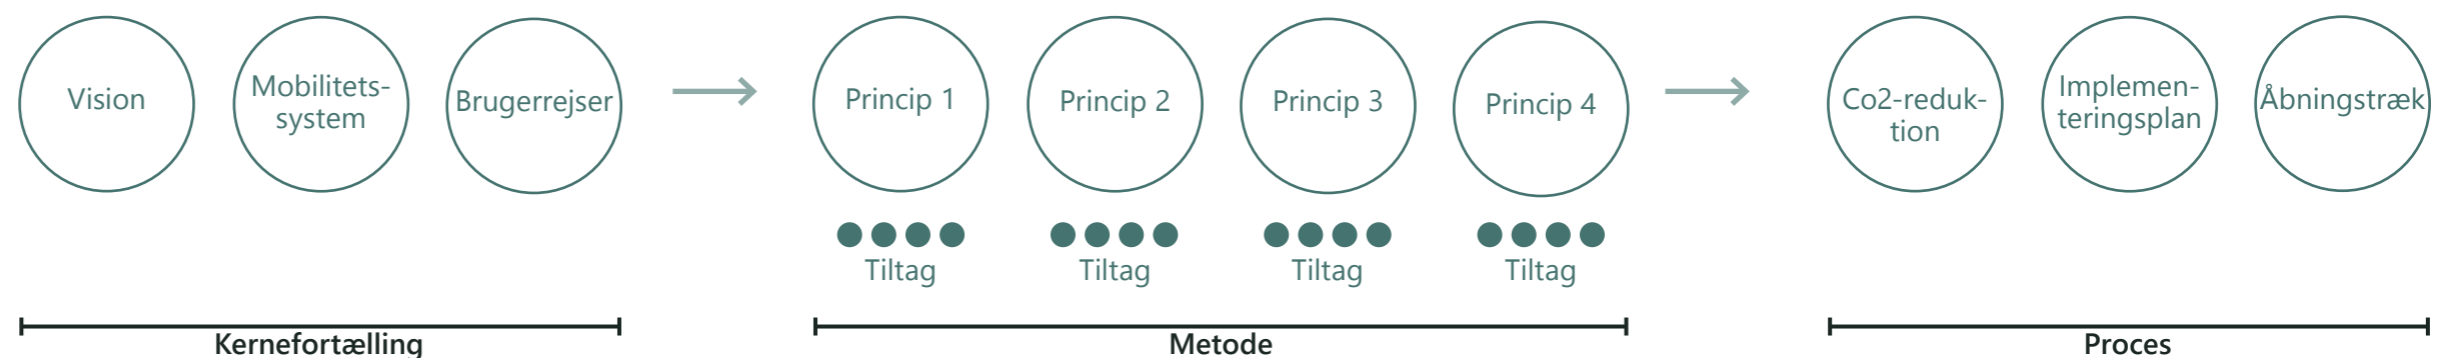 Vision
Mobilitets-
system
Brugerrejser
Princip 1
Princip 2
Princip 3
Princip 4
Co2-reduk-
tion
Implemen-
teringsplan
Åbningstræk
Tiltag
Tiltag
Tiltag
Tiltag
Kernefortælling
Metode
Proces